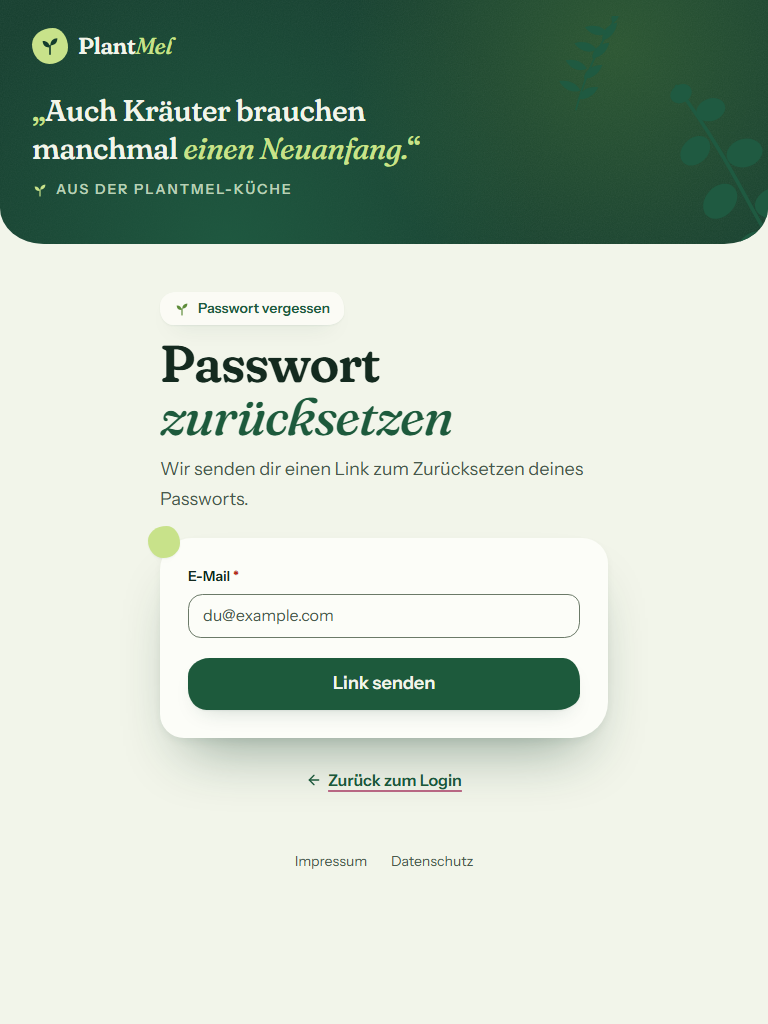 PlantMel
„Auch Kräuter brauchen
manchmal einen Neuanfang.“
AUS DER PLANTMEL-KÜCHE
Passwort vergessen
Passwort
zurücksetzen
Wir senden dir einen Link zum Zurücksetzen deines
Passworts.
E-Mail *
du@example.com
Link senden
← Zurück zum Login
Impressum Datenschutz